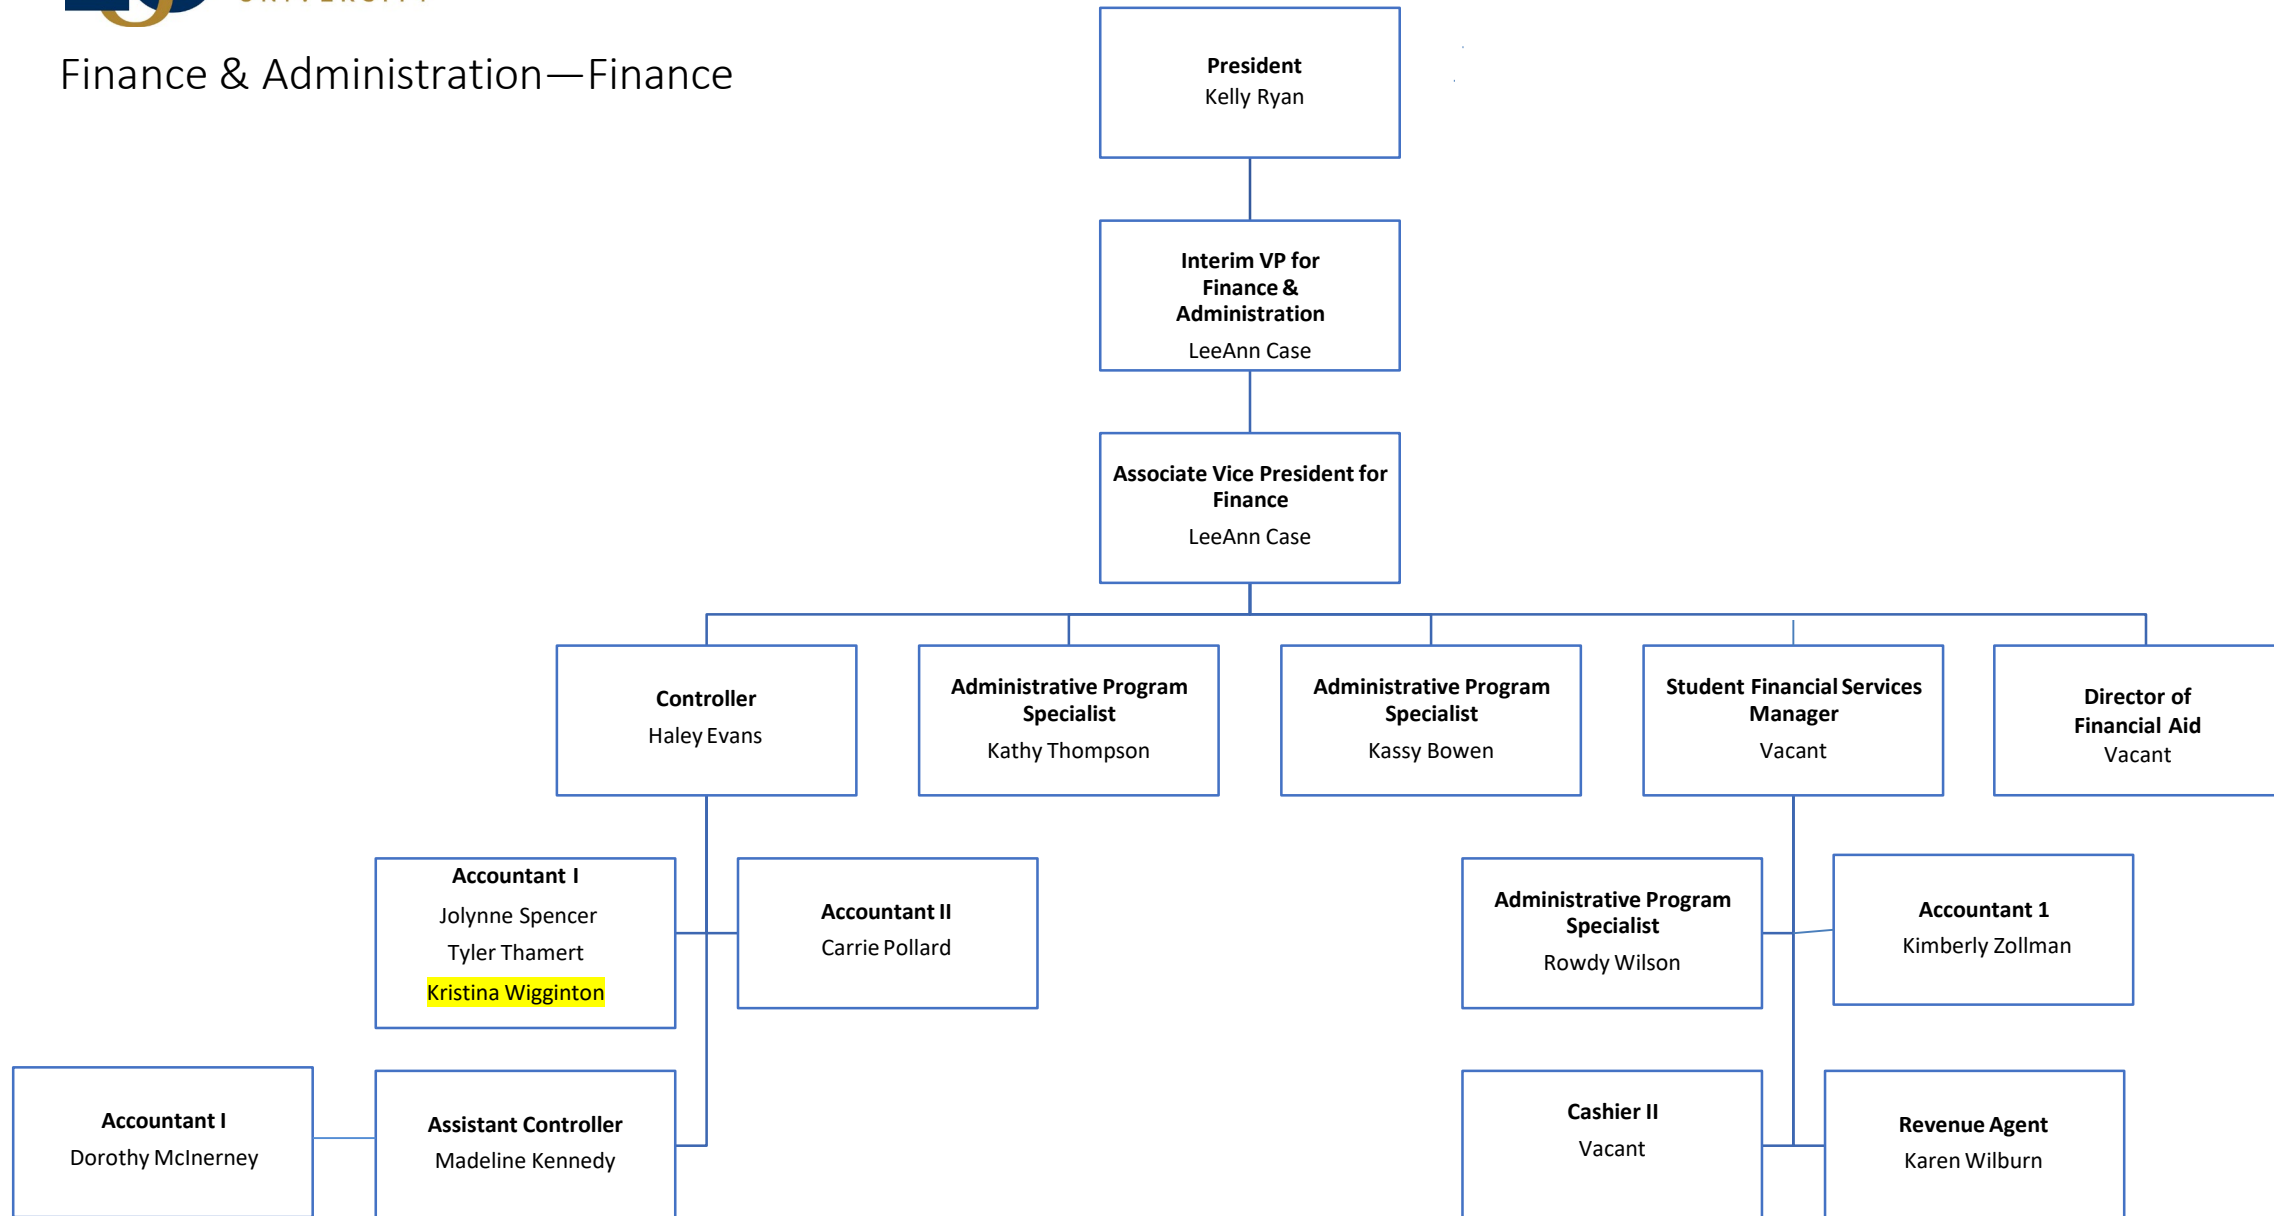 Finance & Administration—Finance
President
Kelly Ryan
Interim VP for
Finance &
Administration
LeeAnn Case
Associate Vice President for
Finance
LeeAnn Case
Controller
Haley Evans
Administrative Program
Specialist
Kathy Thompson
Administrative Program
Specialist
Kassy Bowen
Student Financial Services
Manager
Vacant
Director of
Financial Aid
Vacant
Accountant I
Jolynne Spencer
Tyler Thamert
Kristina Wigginton
Accountant II
Carrie Pollard
Administrative Program
Specialist
Rowdy Wilson
Accountant 1
Kimberly Zollman
Accountant I
Dorothy McInerney
Assistant Controller
Madeline Kennedy
Cashier II
Vacant
Revenue Agent
Karen Wilburn